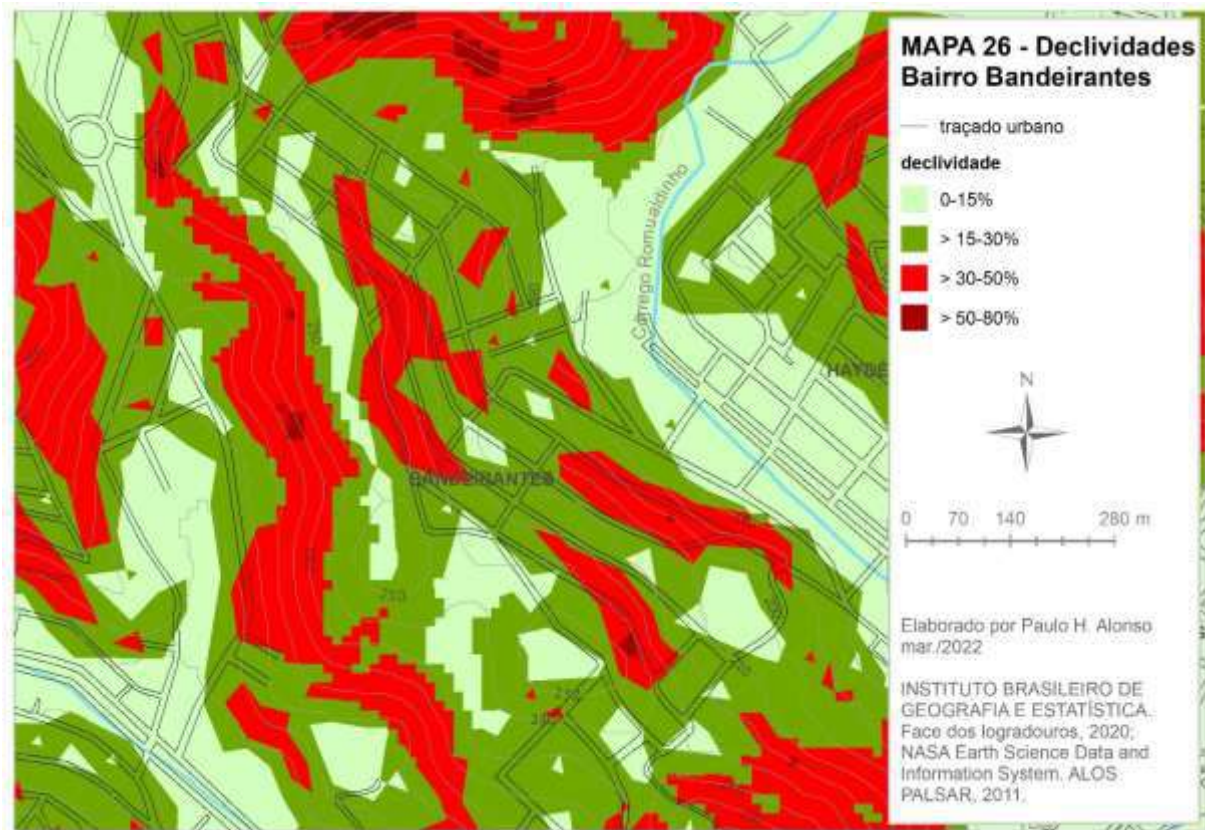 MAPA 26 - Declividades
Bairro Bandeirantes
traçado urbano
declividade
0-15%
> 15-30%
> 30-50%
> 50-80%
N
0 70 140 280 m
Elaborado por Paulo H. Alonso
mar./2022
INSTITUTO BRASILEIRO DE
GEOGRAFIA E ESTATÍSTICA.
Face dos logradouros, 2020;
NASA Earth Science Data and
Information System. ALOS
PALSAR, 2011.
Córrego Romualdinho
BANDEIRANTES